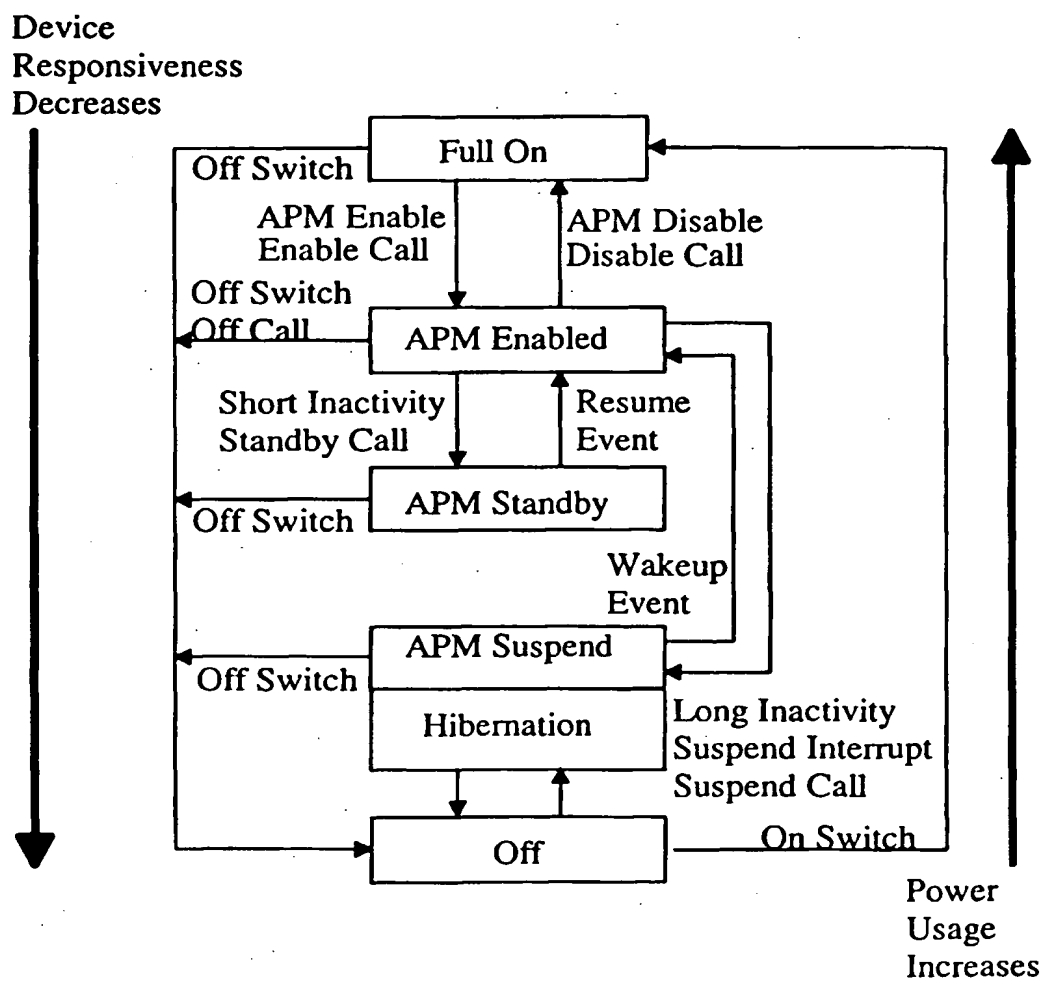 Device
Responsiveness
Decreases
Full On
Off Switch
APM Enable
Enable Call
APM Disable
Disable Call
Off Switch
Off Call
APM Enabled
Short Inactivity
Standby Call
Resume
Event
APM Standby
Off Switch
Wakeup
Event
APM Suspend
Off Switch
Hibernation
Long Inactivity
Suspend Interrupt
Suspend Call
Off
On Switch
Power
Usage
Increases